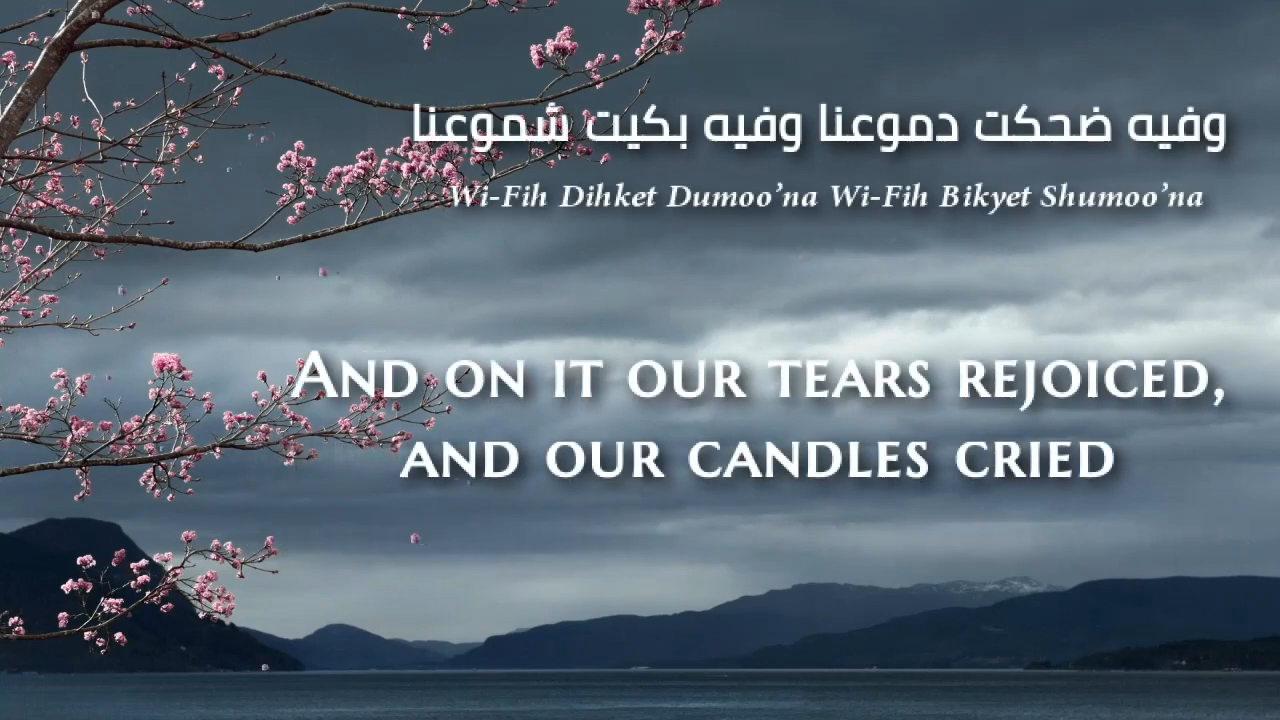 وفيه ضحكت دموعنا وفيه بكيت شموعنا
Wi-Fih Dihket Dumoo’na Wi-Fih Bikyet Shumoo’na
And on it our tears rejoiced,
and our candles cried